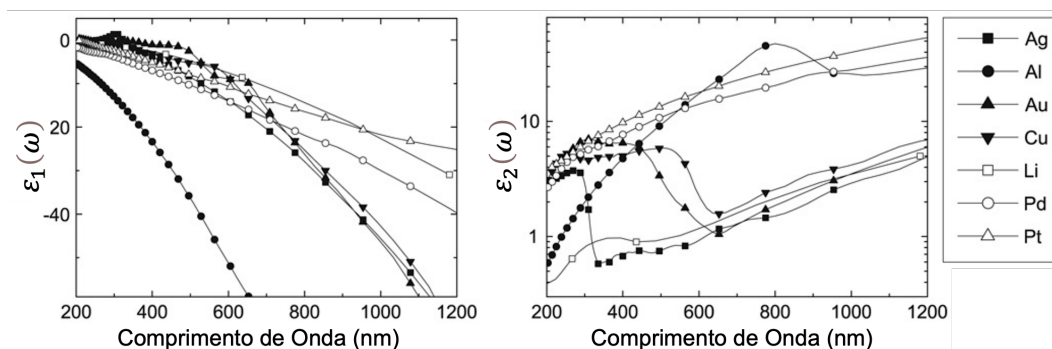 0
20
-40
ε₁(ω)
200 400 600 800 1000 1200
Comprimento de Onda (nm)
10
1
ε₂(ω)
200 400 600 800 1000 1200
Comprimento de Onda (nm)
Ag
Al
Au
Cu
Li
Pd
Pt